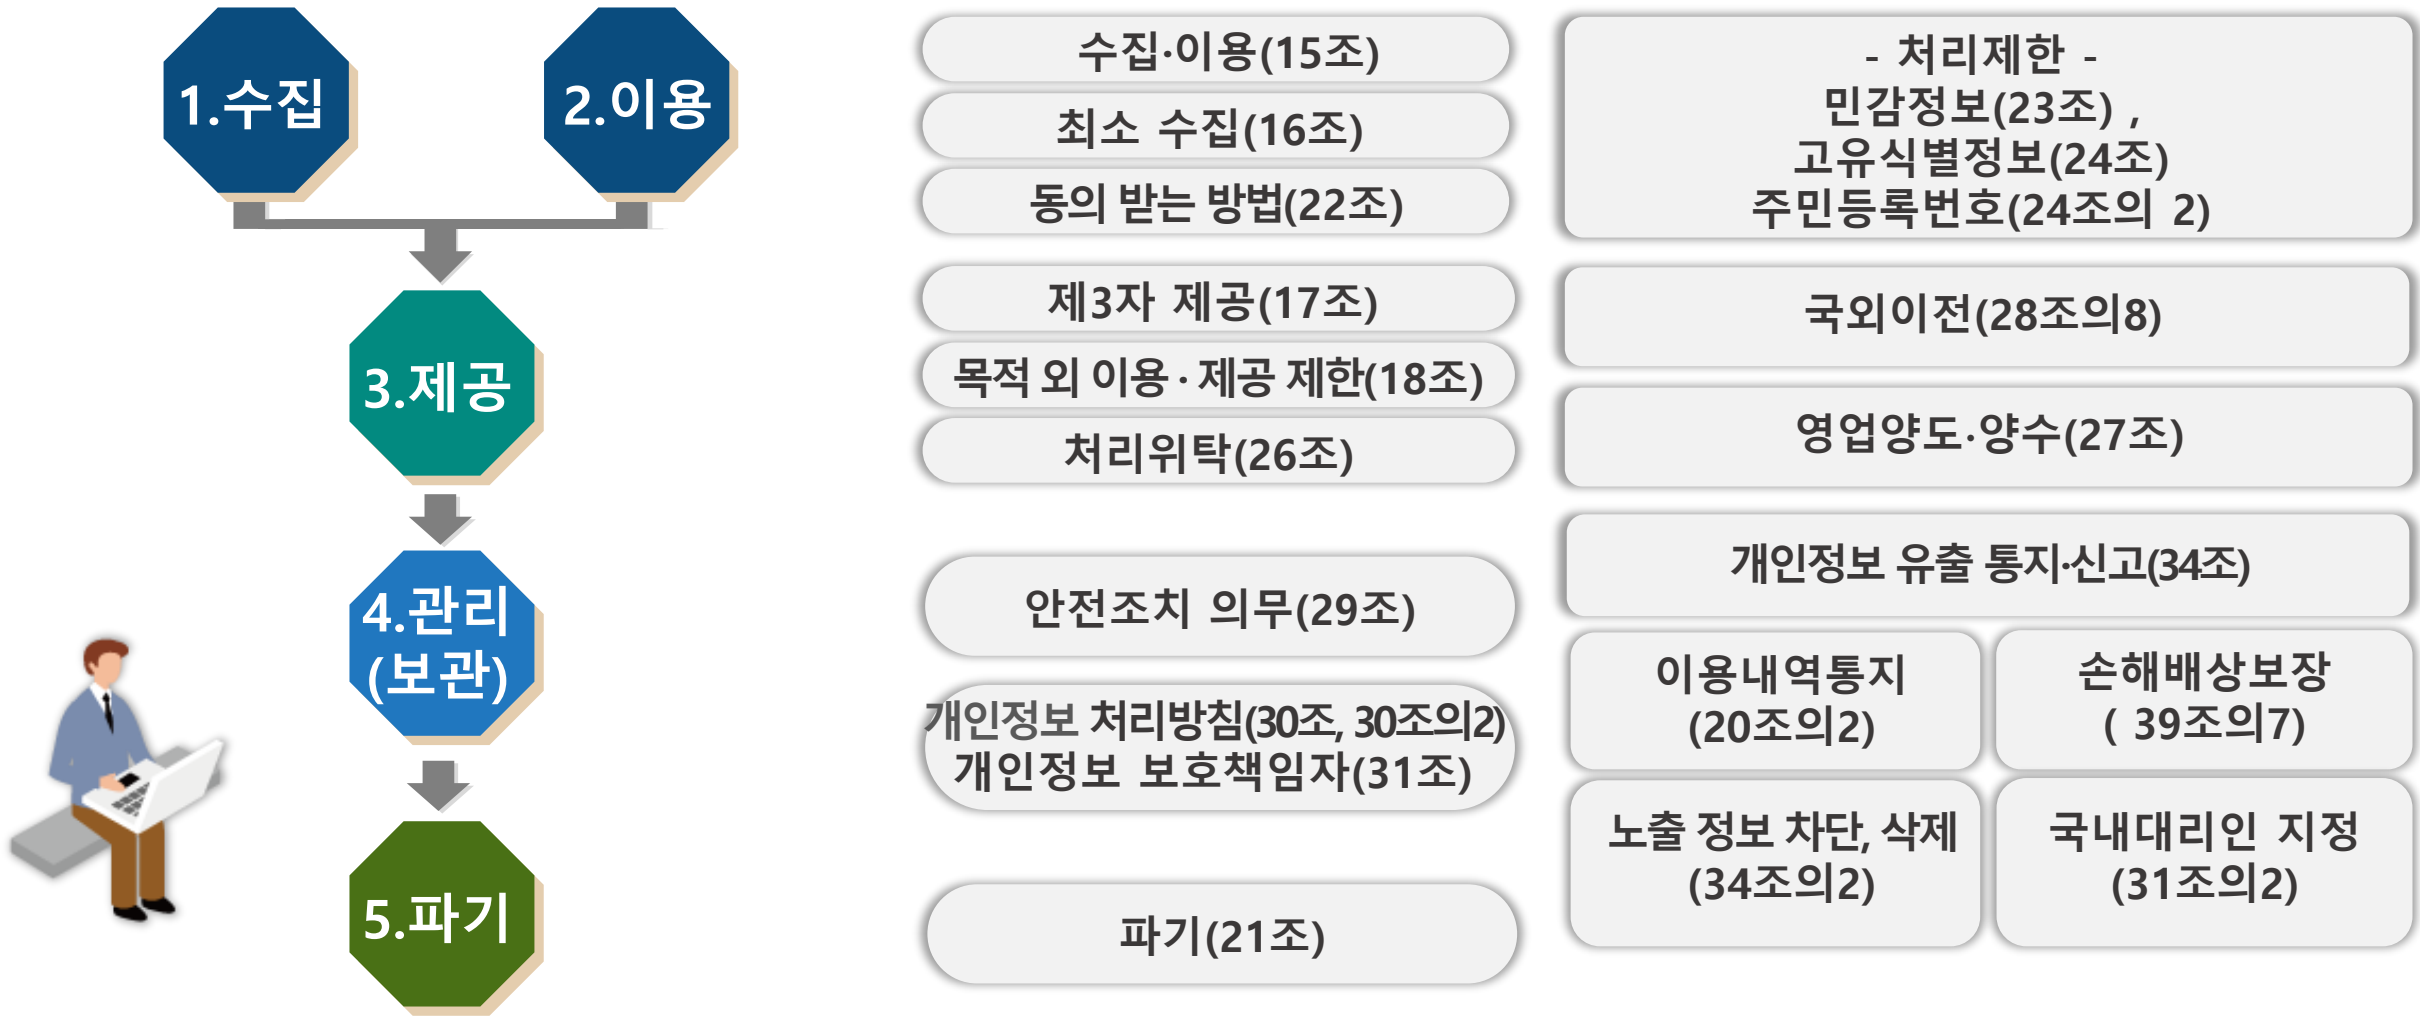 1.수집
2.이용
3.제공
4.관리
(보관)
5.파기
수집·이용(15조)
최소 수집(16조)
동의 받는 방법(22조)
제3자 제공(17조)
목적 외 이용 · 제공 제한(18조)
처리위탁(26조)
안전조치 의무(29조)
개인정보 처리방침(30조, 30조의2)
개인정보 보호책임자(31조)
파기(21조)
- 처리제한 -
민감정보(23조) ,
고유식별정보(24조)
주민등록번호(24조의 2)
국외이전(28조의8)
영업양도·양수(27조)
개인정보 유출 통지·신고(34조)
이용내역통지
(20조의2)
손해배상보장
( 39조의7)
노출 정보 차단, 삭제
(34조의2)
국내대리인 지정
(31조의2)